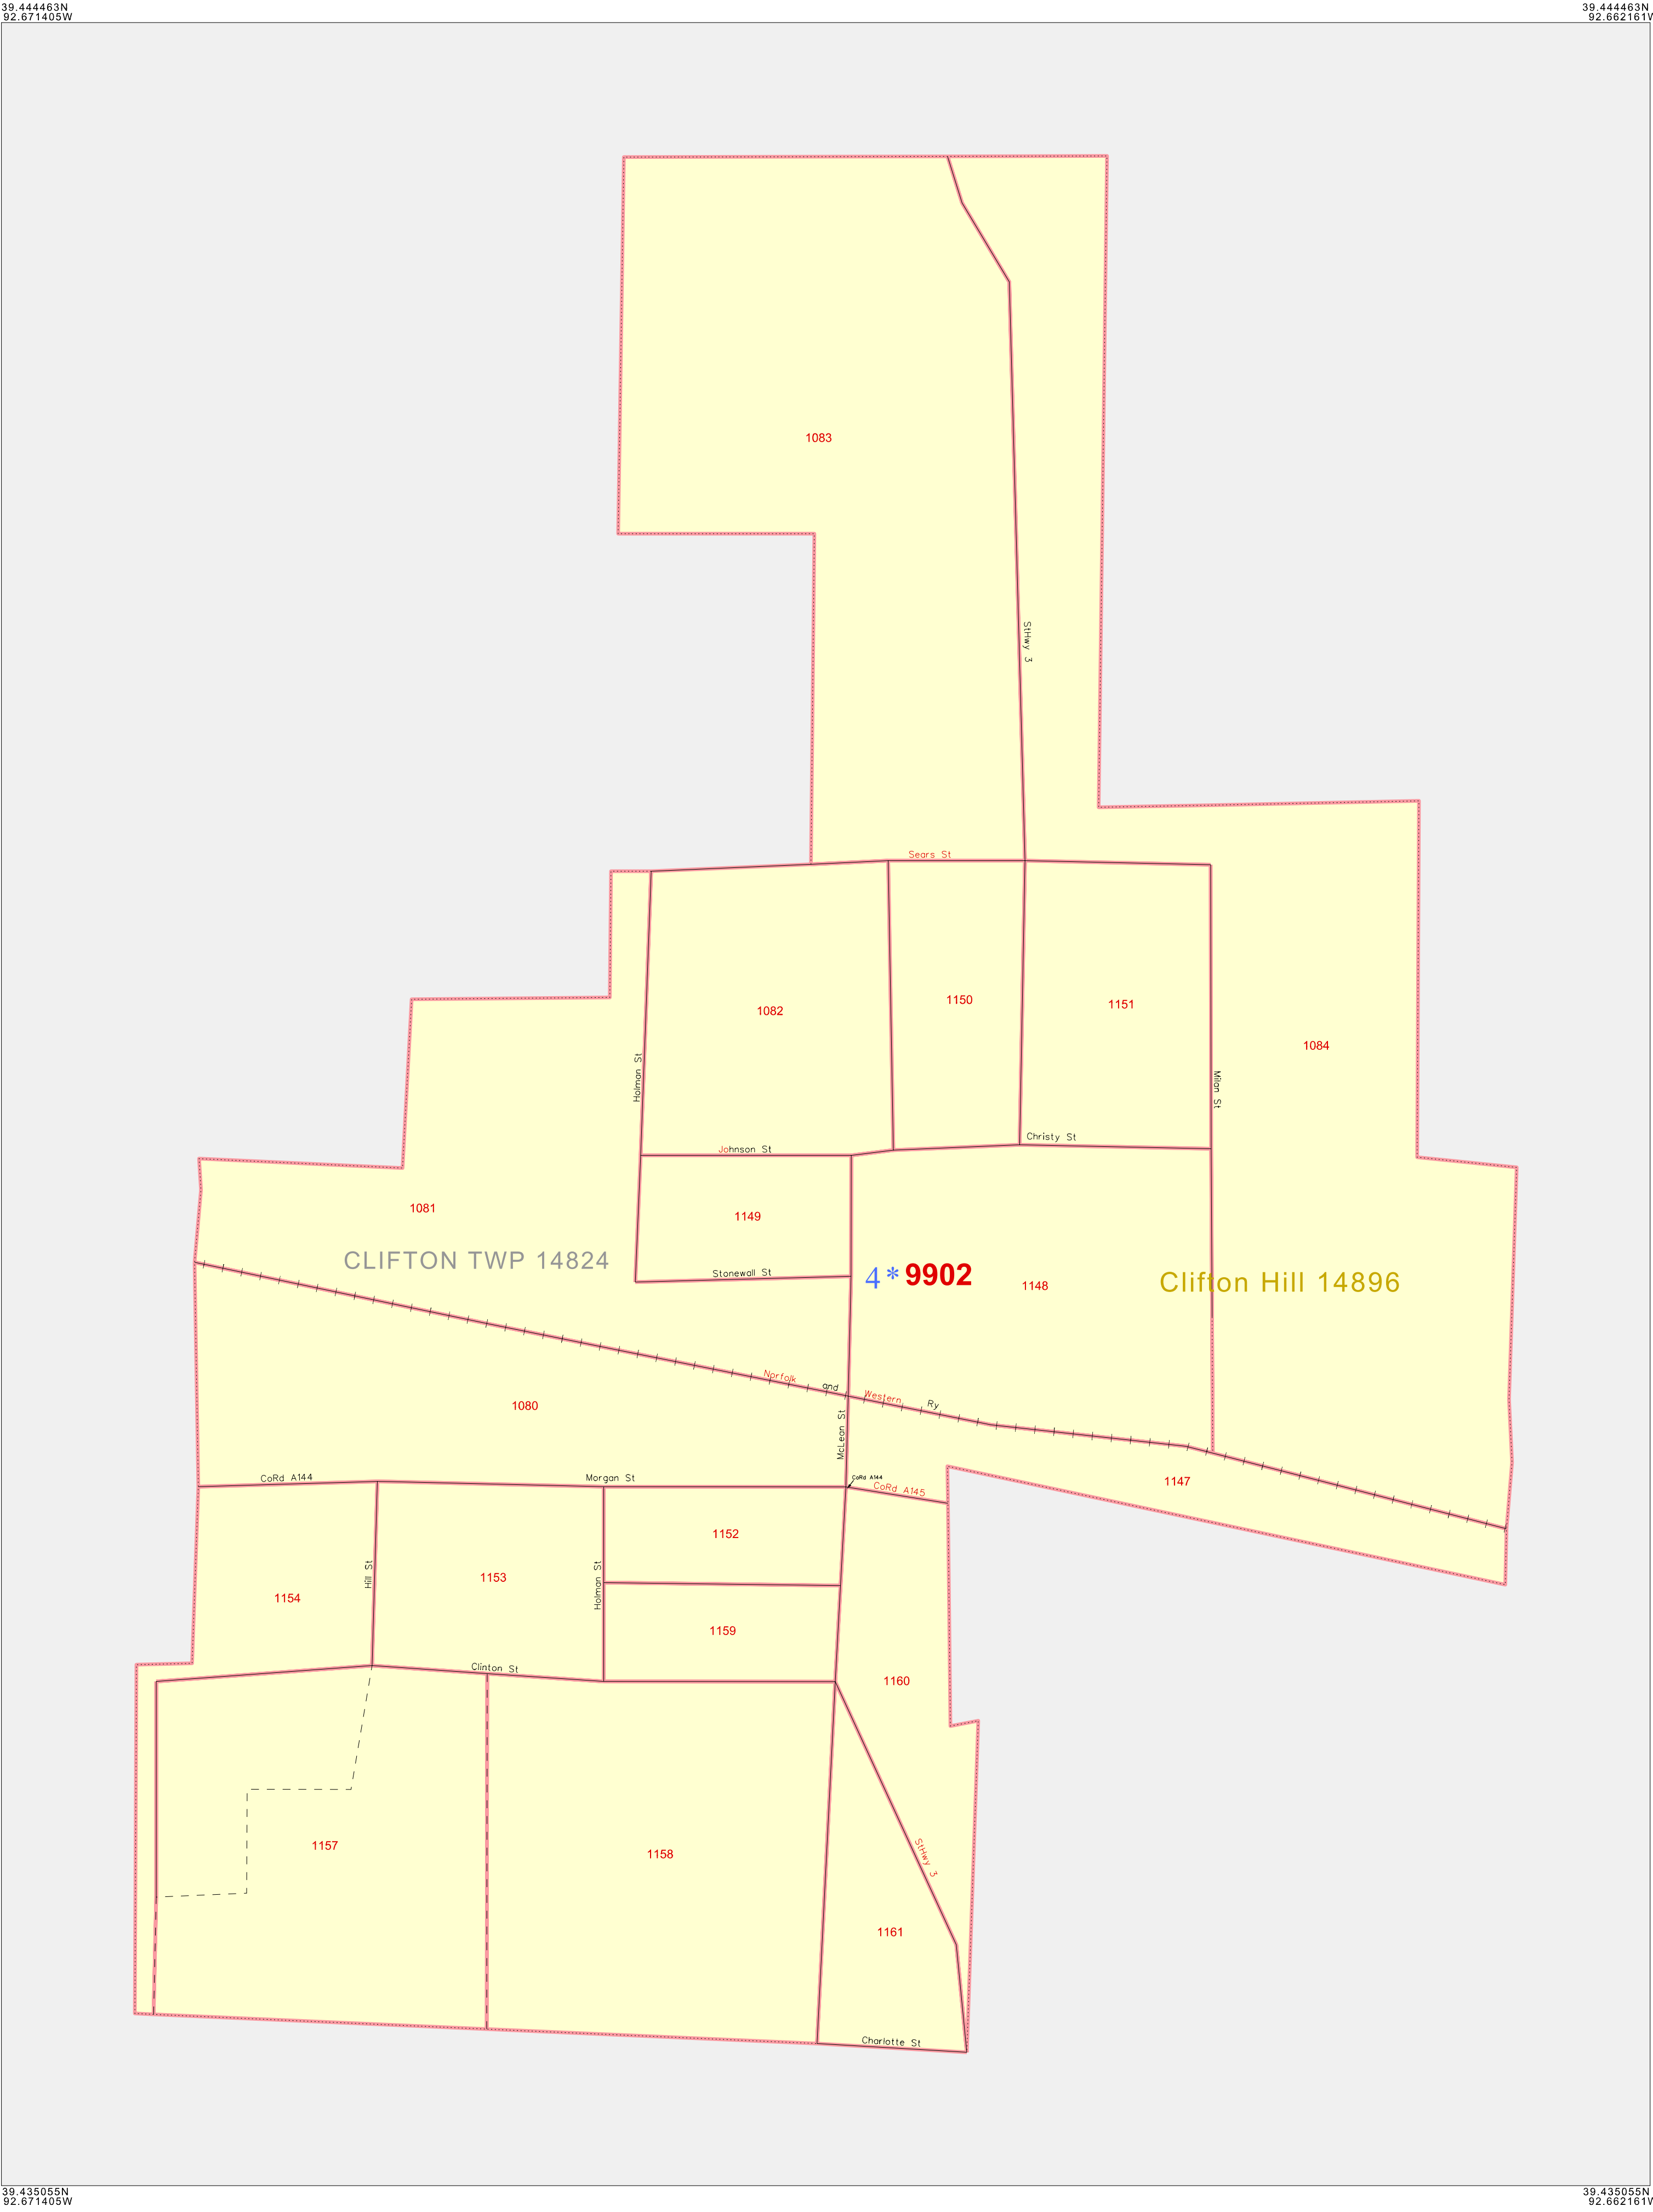 39.444463N
92.671405W
39.444463N
92.662161W
1083
StHwy 3
Sears St
1082
1150
1151
1084
Holman St
Milan St
Johnson St
Christy St
1081
1149
CLIFTON TWP 14824
Stonewall St
4* 9902
1148
Clifton Hill 14896
Norfolk and Western Ry
1080
McLean St
CoRd A144
Morgan St
CoRd A144
CoRd A145
1147
1152
Hill St
1153
Holman St
1154
1159
Clinton St
1160
1157
1158
StHwy 3
1161
Charlotte St
39.435055N
92.671405W
39.435055N
92.662161W